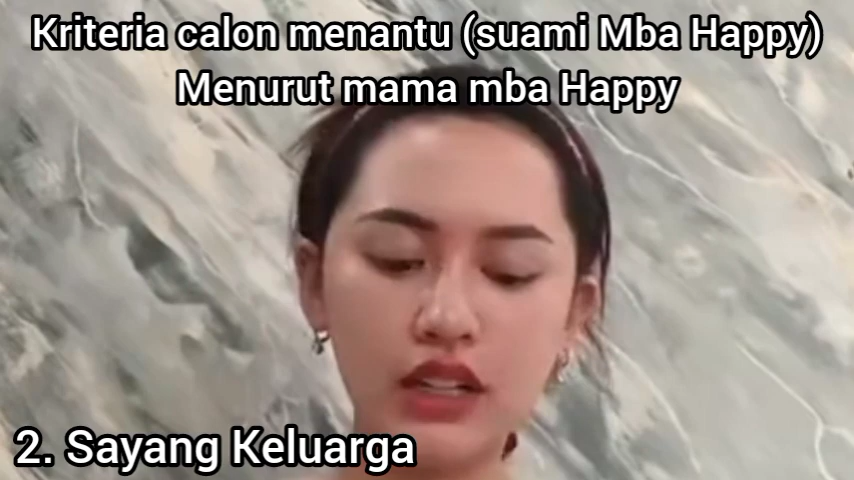 Kriteria calon menantu (suami Mba Happy)
Menurut mama mba Happy
2. Sayang Keluarga